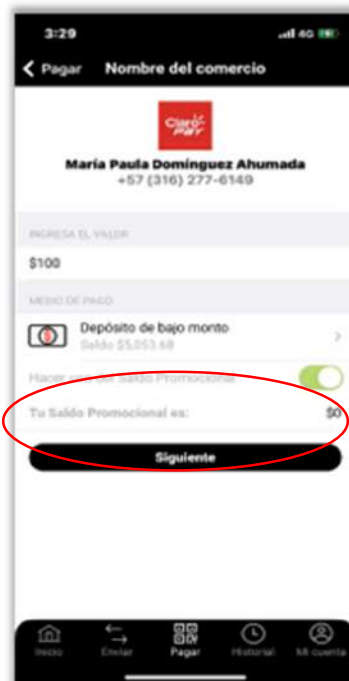 3:29
4G
Pagar Nombre del comercio
Claro
Pay
María Paula Domínguez Ahumada
+57 (316) 277-6149
INGRESA EL VALOR
$100
MEDIO DE PAGO
Depósito de bajo monto
Saldo $5,053.68
Hacer uso del Saldo Promocional
Tu Saldo Promocional es: $0
Siguiente
Inicio Enviar Pagar Historial Mi cuenta